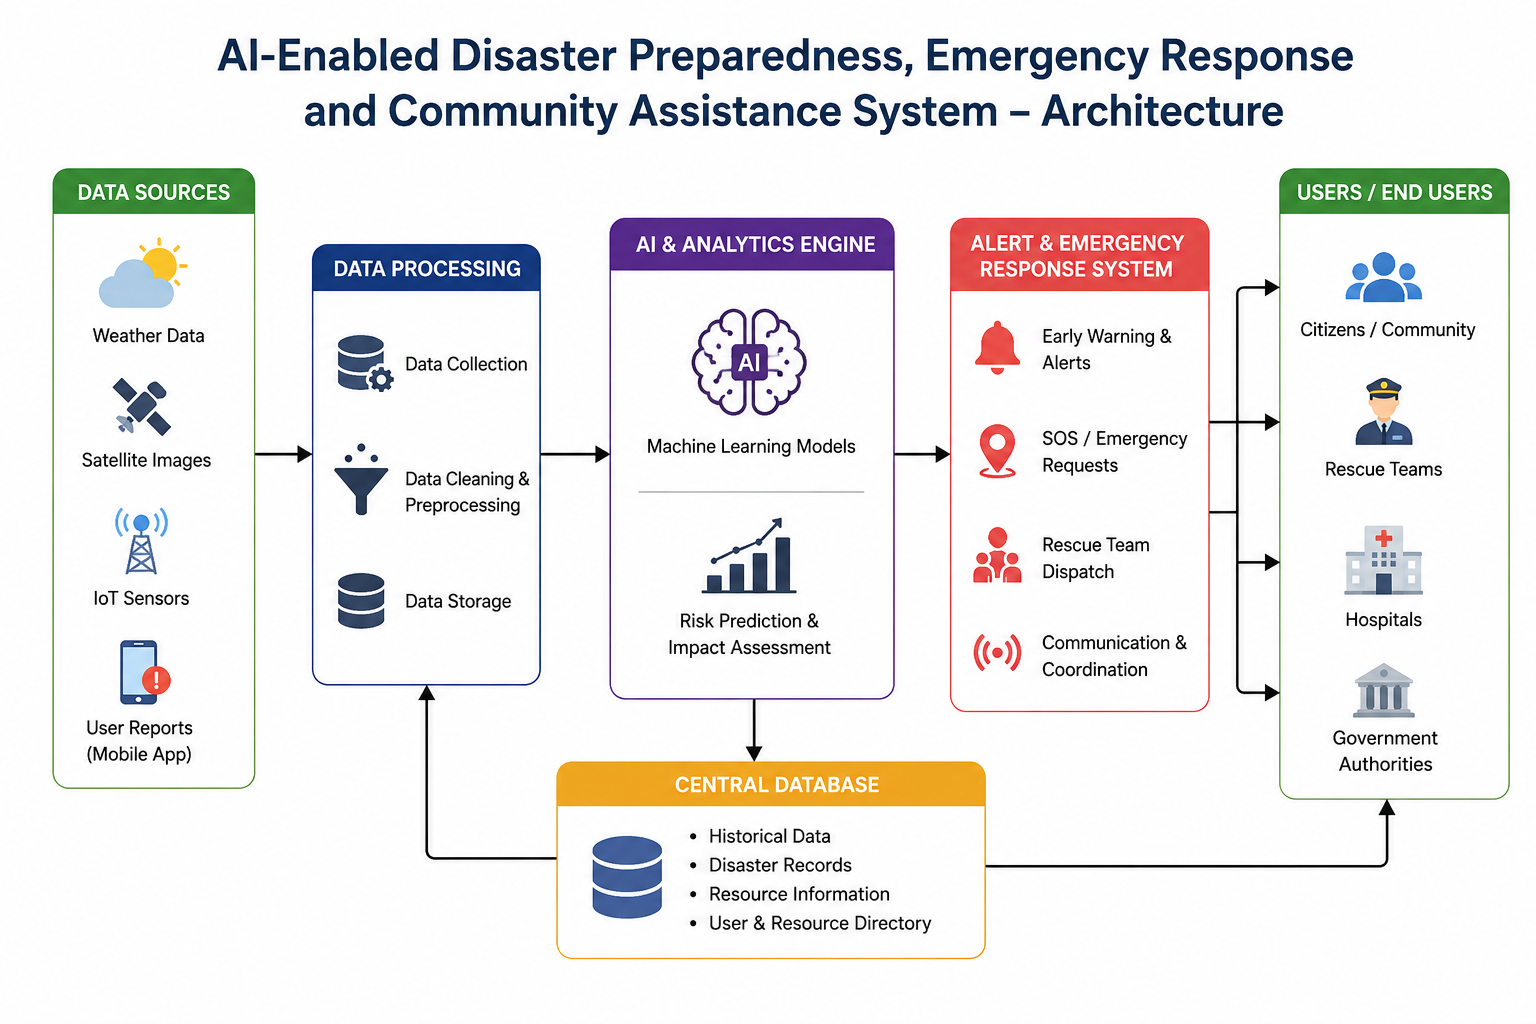 AI-Enabled Disaster Preparedness, Emergency Response
and Community Assistance System – Architecture
DATA SOURCES
Weather Data
Satellite Images
IoT Sensors
!
User Reports
(Mobile App)
DATA PROCESSING
Data Collection
Data Cleaning &
Preprocessing
Data Storage
AI & ANALYTICS ENGINE
AI
Machine Learning Models
Risk Prediction &
Impact Assessment
ALERT & EMERGENCY
RESPONSE SYSTEM
Early Warning &
Alerts
SOS / Emergency
Requests
Rescue Team
Dispatch
Communication &
Coordination
USERS / END USERS
Citizens / Community
Rescue Teams
Hospitals
Government
Authorities
CENTRAL DATABASE
• Historical Data
• Disaster Records
• Resource Information
• User & Resource Directory